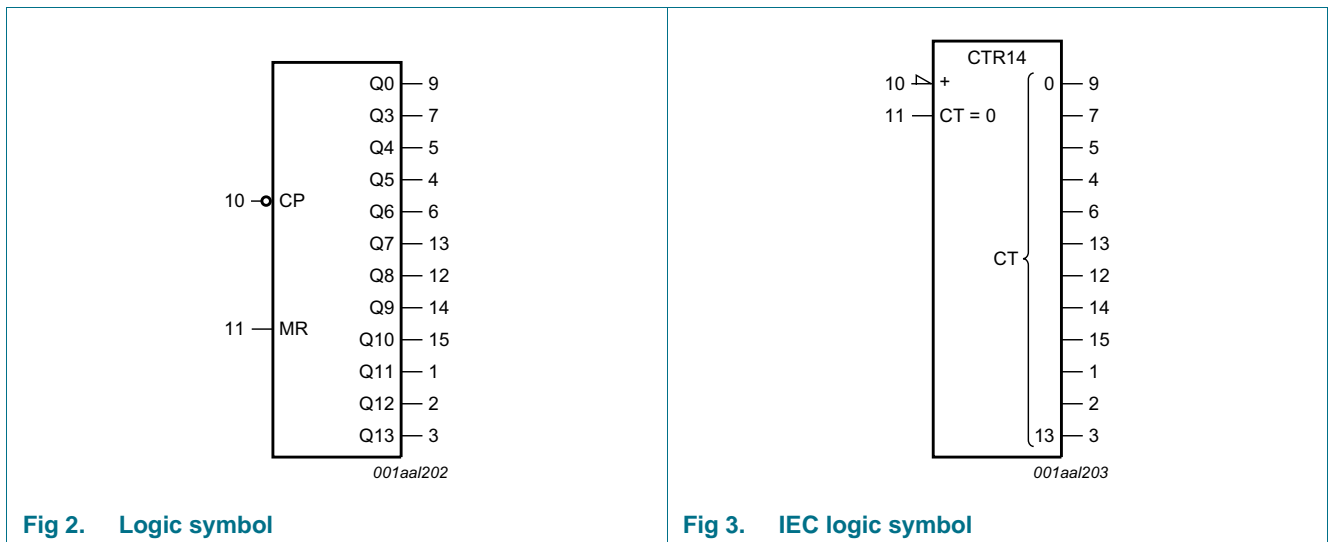 Q0 9
Q3 7
Q4 5
Q5 4
10 CP Q6 6
Q7 13
Q8 12
Q9 14
11 MR Q10 15
Q11 1
Q12 2
Q13 3
001aal202
Fig 2. Logic symbol
CTR14
10 + 0 9
11 CT = 0 7
5
4
6
13
CT 12
14
15
1
2
13 3
001aal203
Fig 3. IEC logic symbol